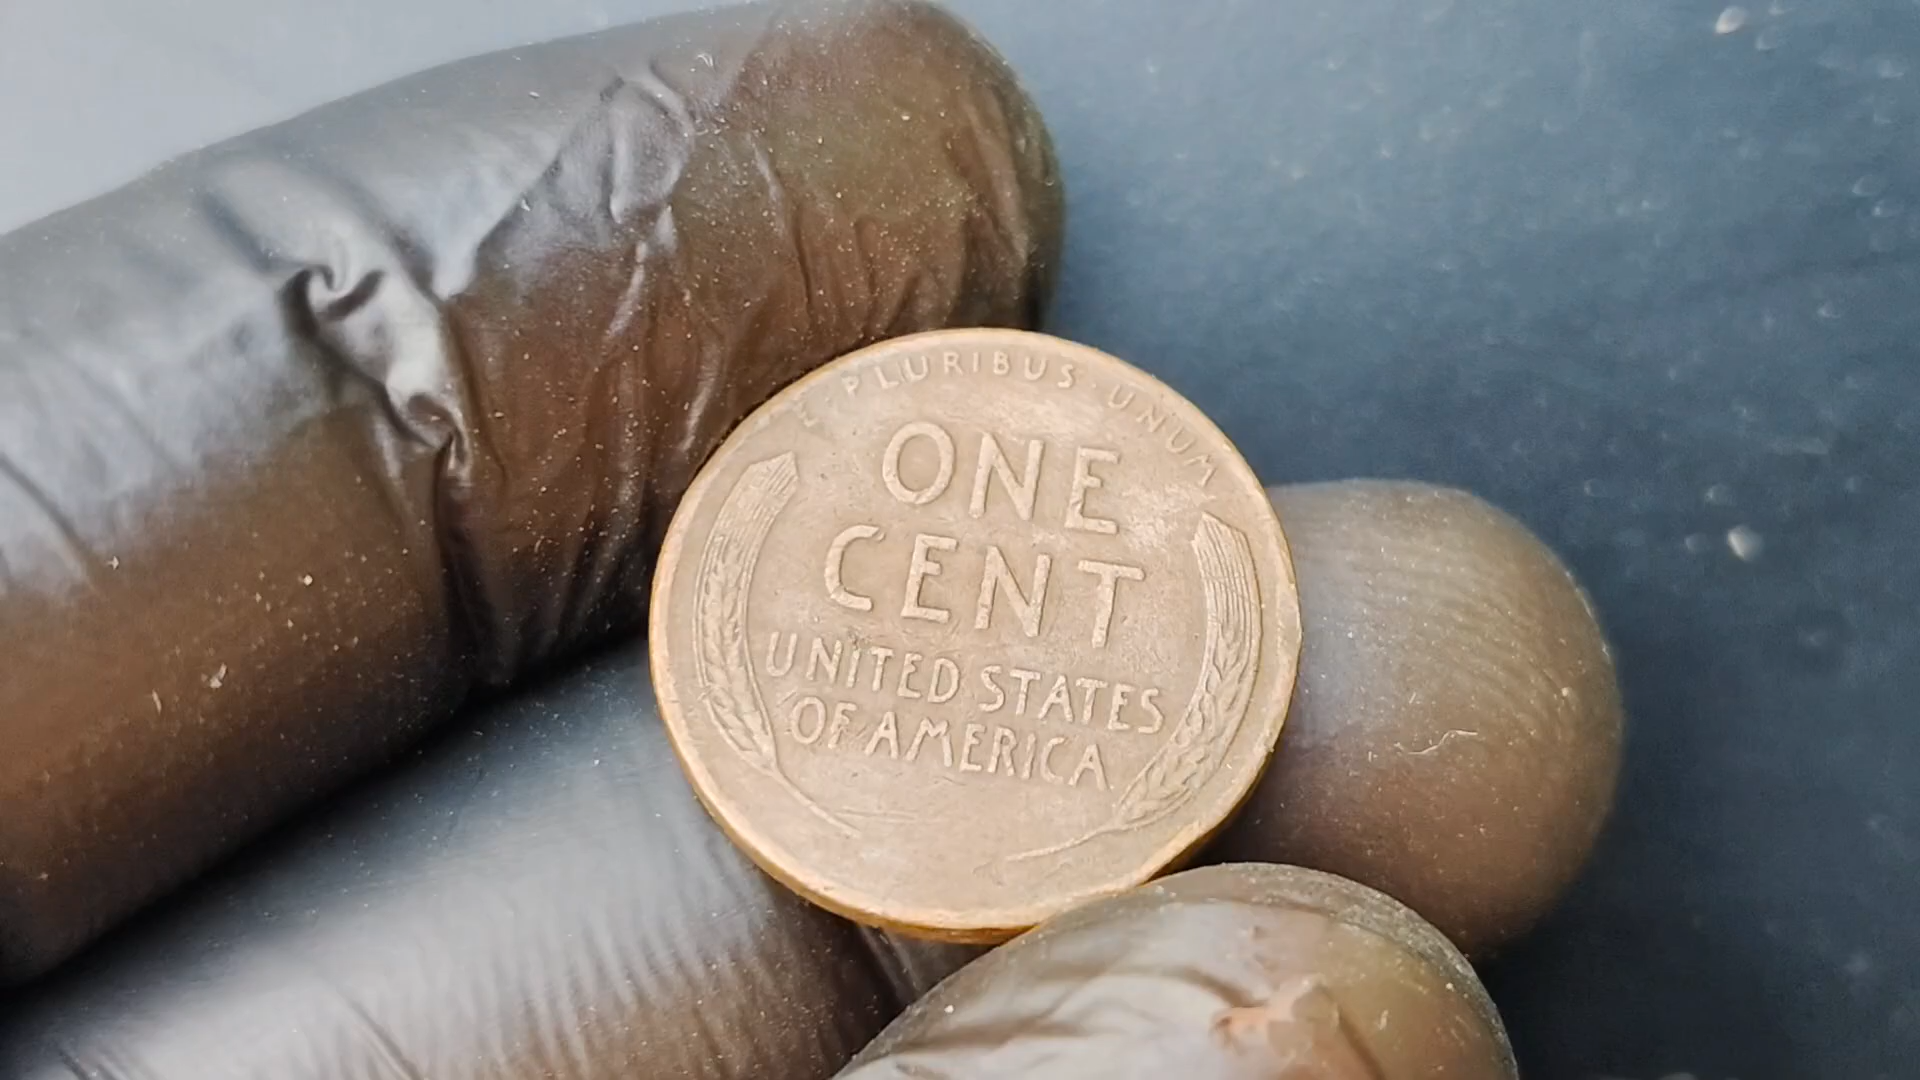 E·PLURIBUS·UNUM
ONE
CENT
UNITED STATES
OF AMERICA